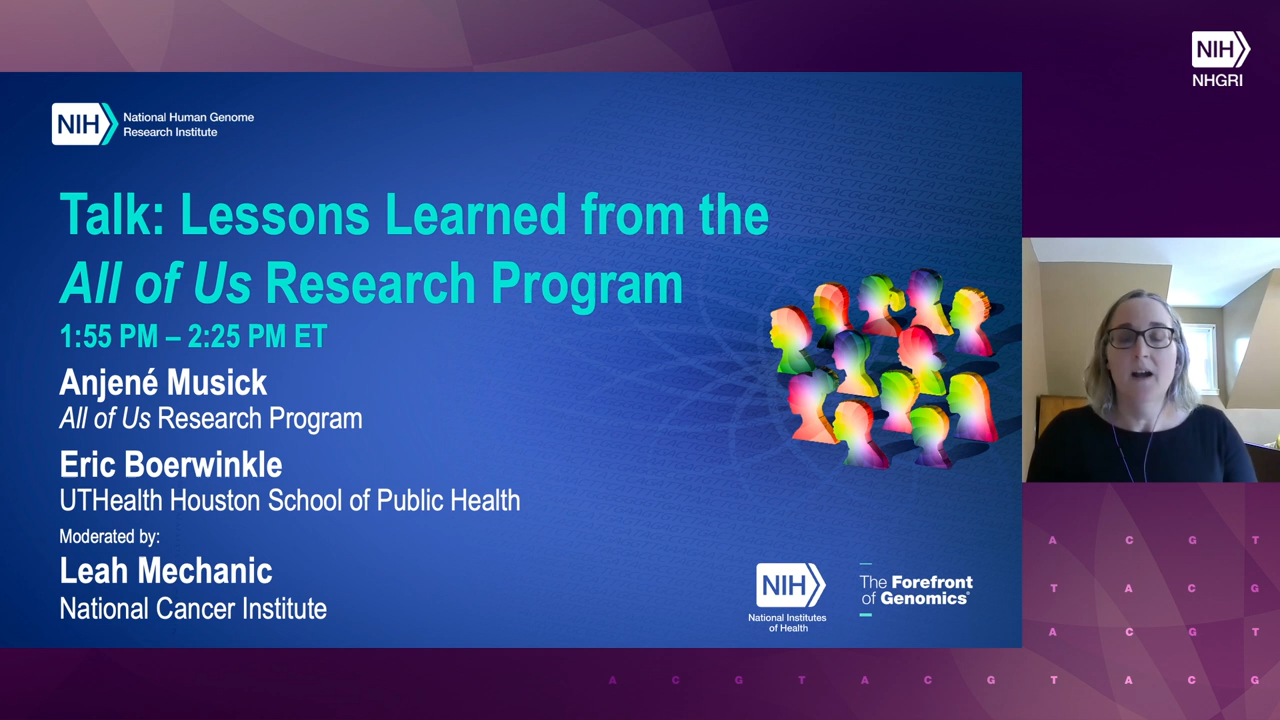 NIH
NHGRI
NIH
National Human Genome
Research Institute
Talk: Lessons Learned from the
All of Us Research Program
1:55 PM – 2:25 PM ET
Anjené Musick
All of Us Research Program
Eric Boerwinkle
UTHealth Houston School of Public Health
Moderated by:
Leah Mechanic
National Cancer Institute
NIH
National Institutes
of Health
The Forefront
of Genomics®
A C G T
T A C G
A C G T
A C G T A C G T A C G